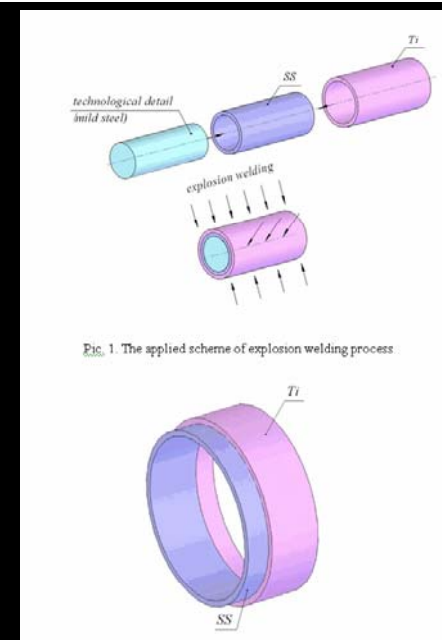 Ti
SS
technological detail
(mild steel)
explosion welding
Pic. 1. The applied scheme of explosion welding process
Ti
SS